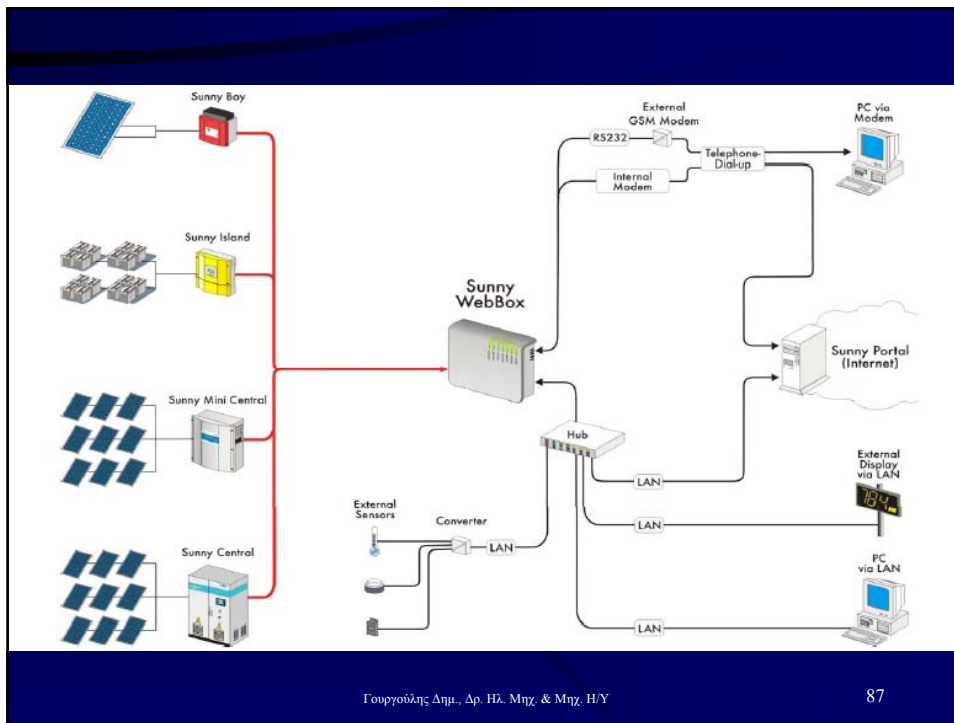 Sunny Boy
Sunny Island
Sunny Mini Central
Sunny Central
Sunny
WebBox
External
GSM Modem
RS232
Internal
Modem
Telephone-
Dial-up
PC via
Modem
Sunny Portal
(Internet)
Hub
External
Sensors
Converter
LAN
LAN
LAN
LAN
External
Display
via LAN
78,4
PC
via LAN
Γουργούλης Δημ., Δρ. Ηλ. Μηχ. & Μηχ. Η/Υ
87